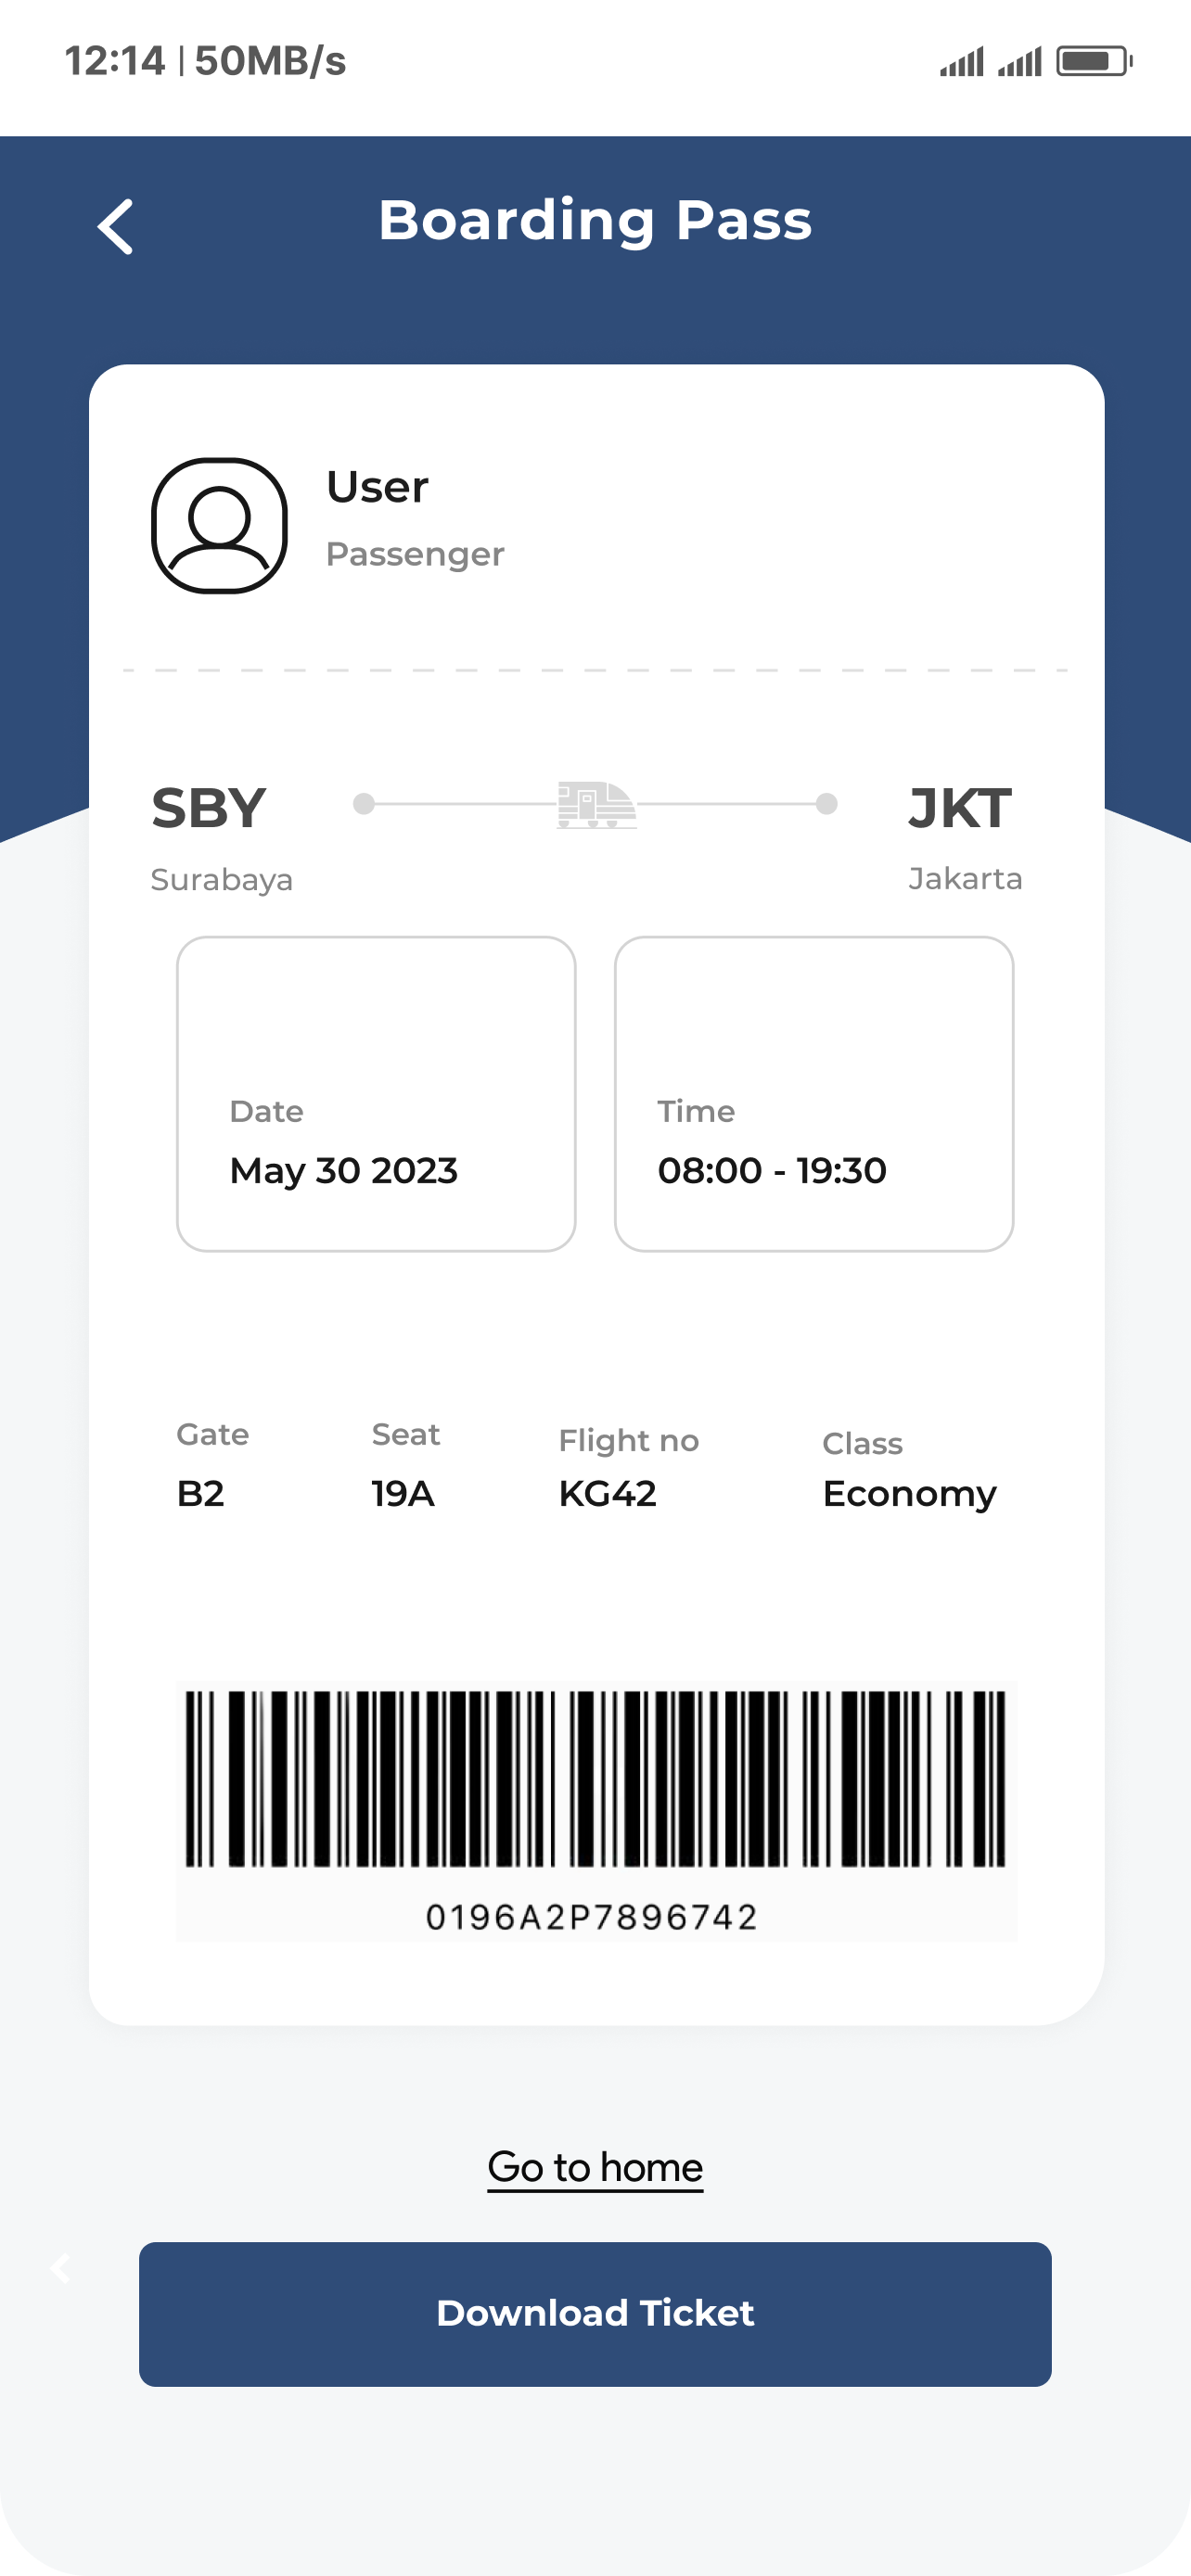 12:14 | 50MB/s
Boarding Pass
User
Passenger
SBY JKT
Surabaya Jakarta
Date Time
May 30 2023 08:00 - 19:30
Gate Seat Flight no Class
B2 19A KG42 Economy
0196A2P7896742
Go to home
Download Ticket